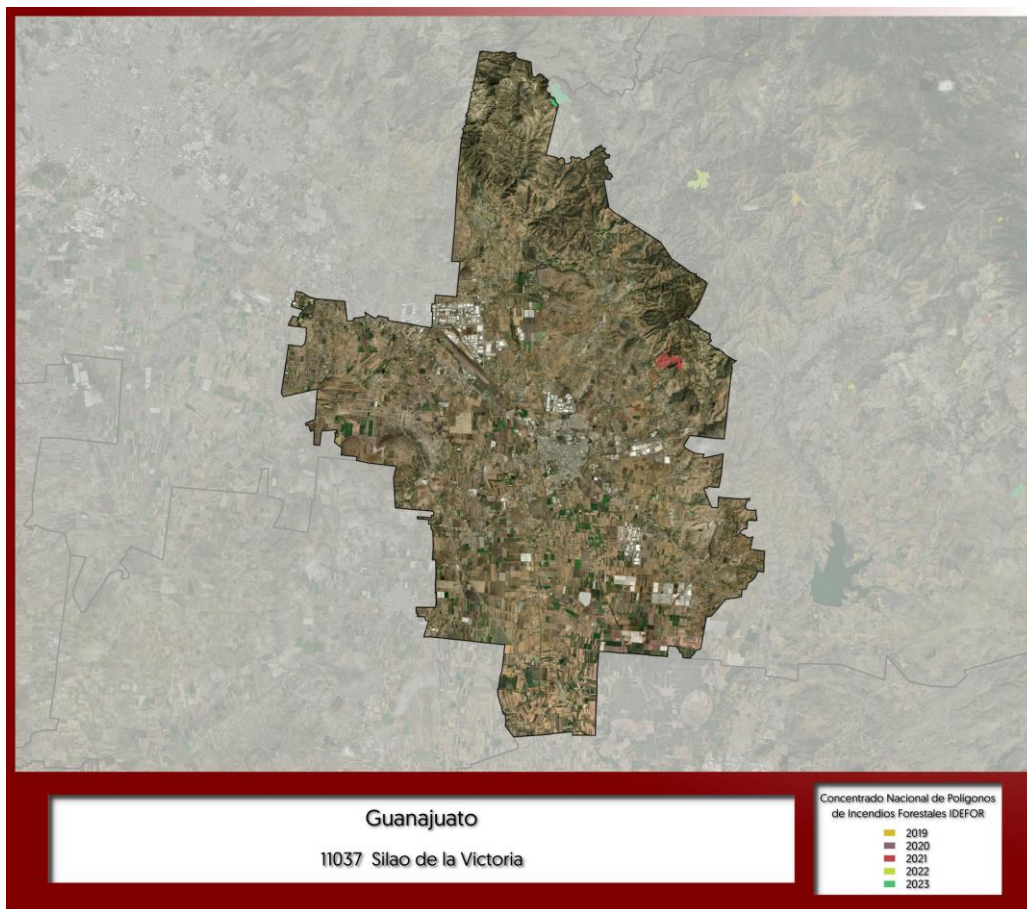 Guanajuato
11037 Silao de la Victoria
Concentrado Nacional de Polígonos
de Incendios Forestales IDEFOR
2019
2020
2021
2022
2023